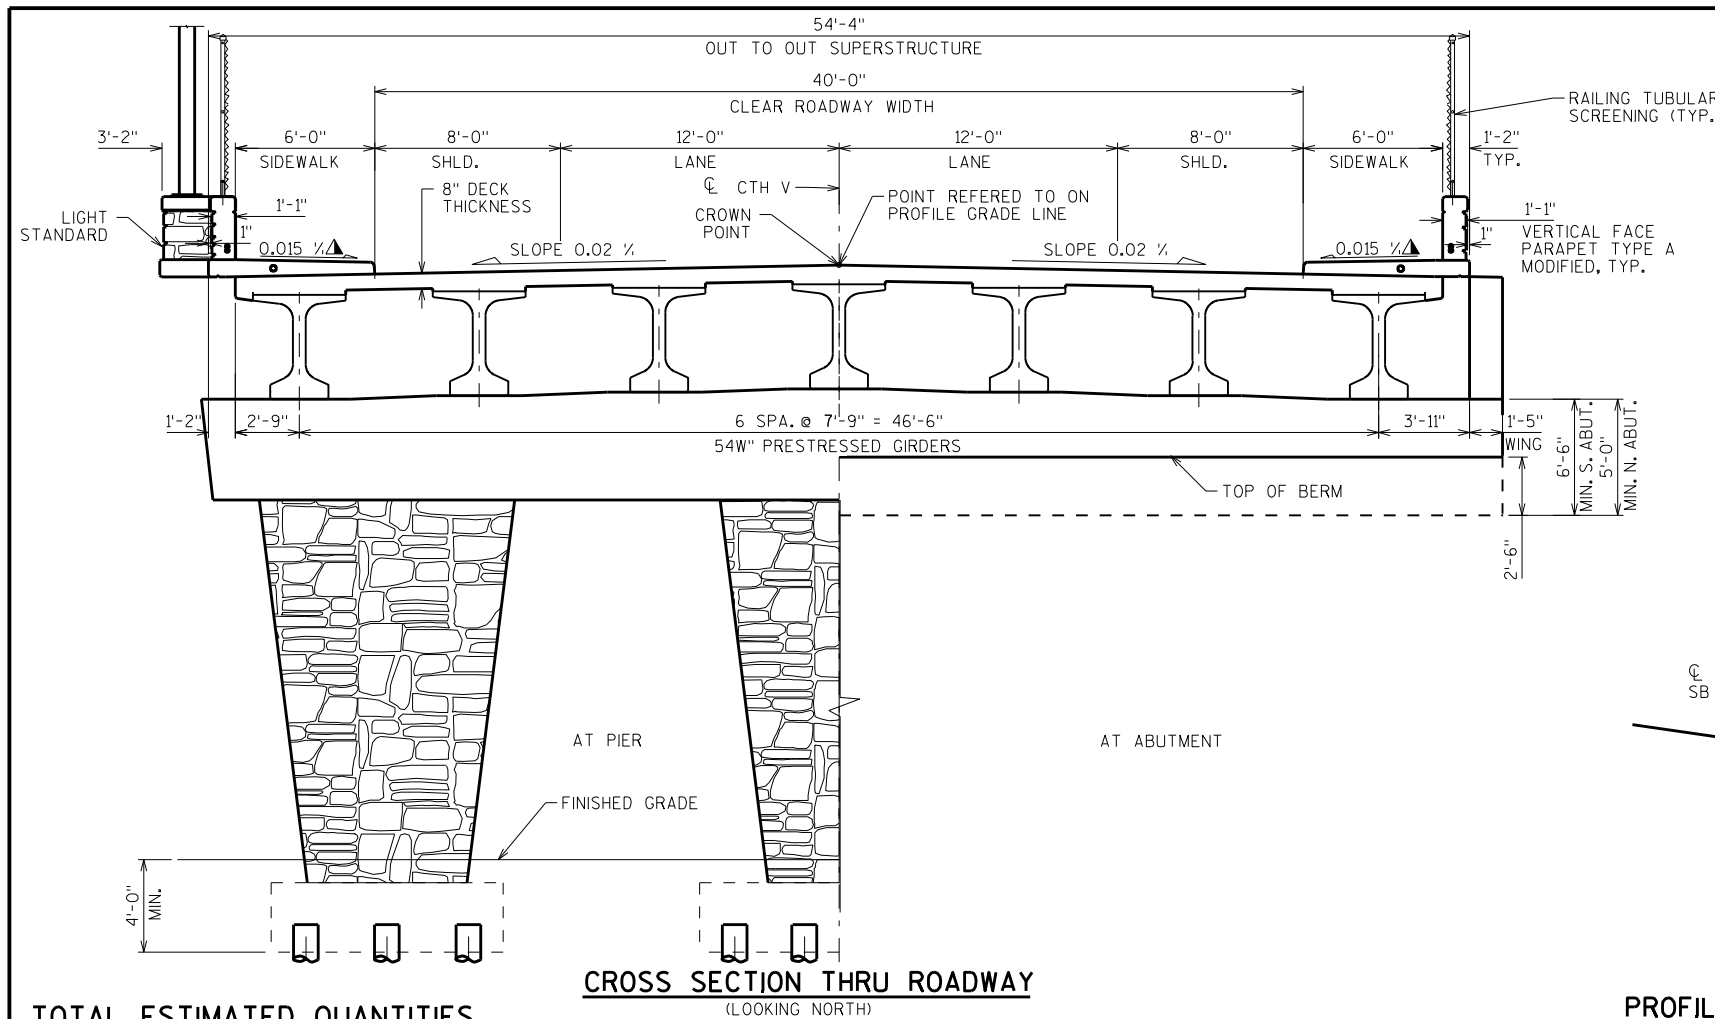 54'-4"
OUT TO OUT SUPERSTRUCTURE
40'-0"
CLEAR ROADWAY WIDTH
RAILING TUBULAR
SCREENING (TYP.
3'-2"
6'-0"
8'-0"
12'-0"
12'-0"
8'-0"
6'-0"
1'-2"
SIDEWALK
SHLD.
LANE
LANE
SHLD.
SIDEWALK
TYP.
8" DECK
THICKNESS
℄ CTH V
POINT REFERED TO ON
PROFILE GRADE LINE
CROWN
POINT
LIGHT
STANDARD
1'-1"
1"
1'-1"
1"
VERTICAL FACE
PARAPET TYPE A
MODIFIED, TYP.
0.015 '/,
SLOPE 0.02 '/,
SLOPE 0.02 '/,
0.015 '/,
1'-2"
2'-9"
6 SPA. @ 7'-9" = 46'-6"
3'-11"
1'-5"
54W" PRESTRESSED GIRDERS
WING
6'-6"
MIN. S. ABUT.
5'-0"
MIN. N. ABUT.
TOP OF BERM
2'-6"
℄
SB
AT PIER
AT ABUTMENT
FINISHED GRADE
4'-0"
MIN.
CROSS SECTION THRU ROADWAY
(LOOKING NORTH)
TOTAL ESTIMATED QUANTITIES
PROFIL